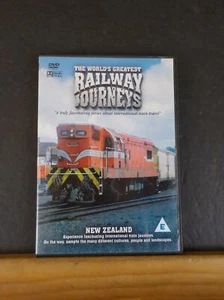 DVD
THE WORLD'S GREATEST
RAILWAY
JOURNEYS
"A truly fascinating series about international train travel"
E
NEW ZEALAND
Experience fascinating international train journeys.
On the way, sample the many different cultures, people and landscapes.